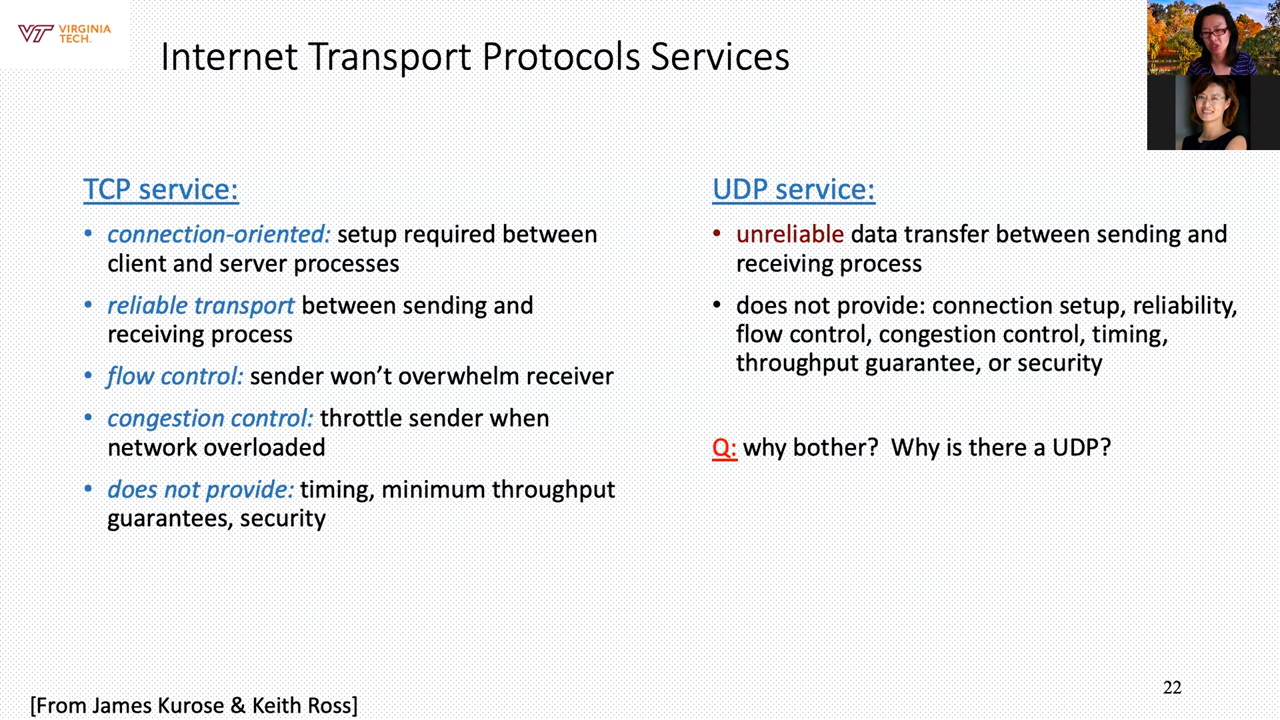 VT VIRGINIA
TECH.
Internet Transport Protocols Services
TCP service:
• connection-oriented: setup required between
client and server processes
• reliable transport between sending and
receiving process
• flow control: sender won’t overwhelm receiver
• congestion control: throttle sender when
network overloaded
• does not provide: timing, minimum throughput
guarantees, security
UDP service:
• unreliable data transfer between sending and
receiving process
• does not provide: connection setup, reliability,
flow control, congestion control, timing,
throughput guarantee, or security
Q: why bother?  Why is there a UDP?
22
[From James Kurose & Keith Ross]